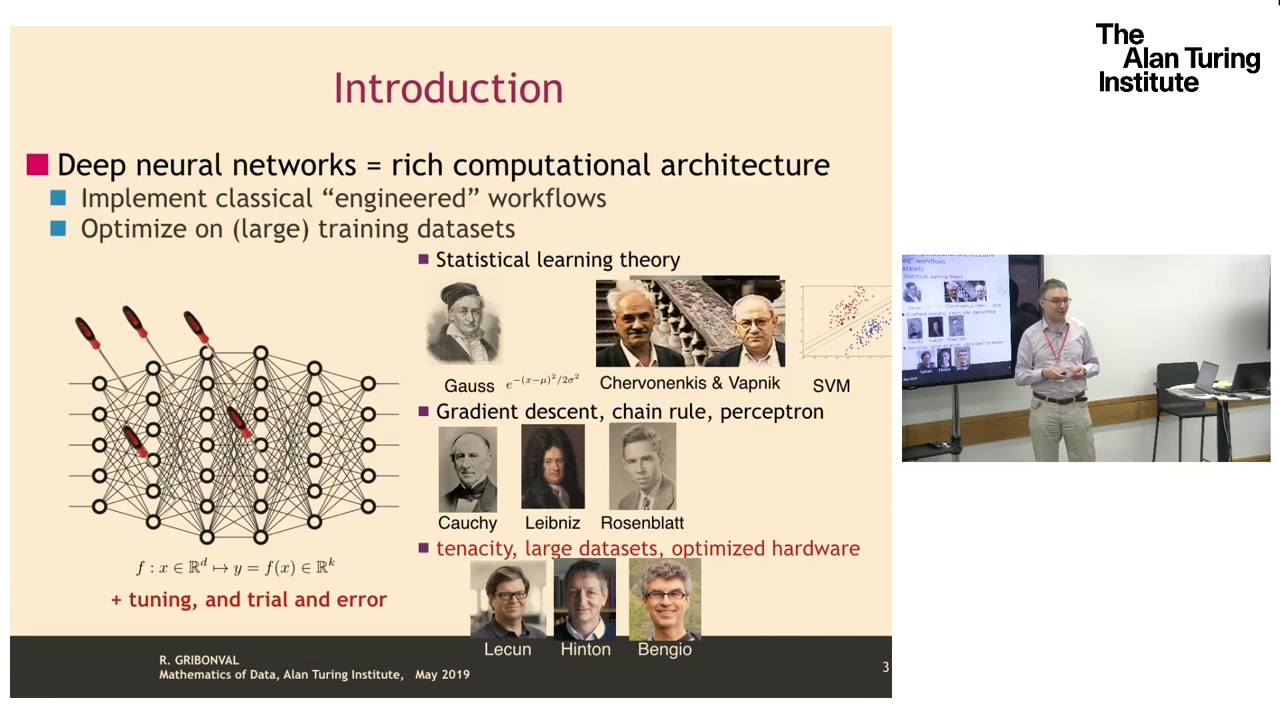 The
Alan Turing
Institute
Introduction
Deep neural networks = rich computational architecture
Implement classical “engineered” workflows
Optimize on (large) training datasets
Statistical learning theory
Gauss e^{-(x-μ)^2/2σ^2} Chervonenkis & Vapnik SVM
Gradient descent, chain rule, perceptron
Cauchy Leibniz Rosenblatt
tenacity, large datasets, optimized hardware
f : x ∈ ℝ^d ↦ y = f(x) ∈ ℝ^k
+ tuning, and trial and error
Lecun Hinton Bengio
R. GRIBONVAL
Mathematics of Data, Alan Turing Institute, May 2019
3